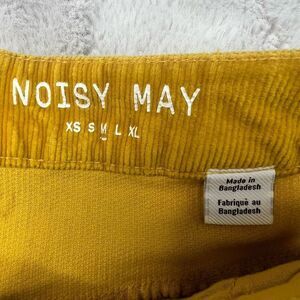 NOISY MAY
XS S M L XL
Made in
Bangladesh
Fabriqué au
Bangladesh